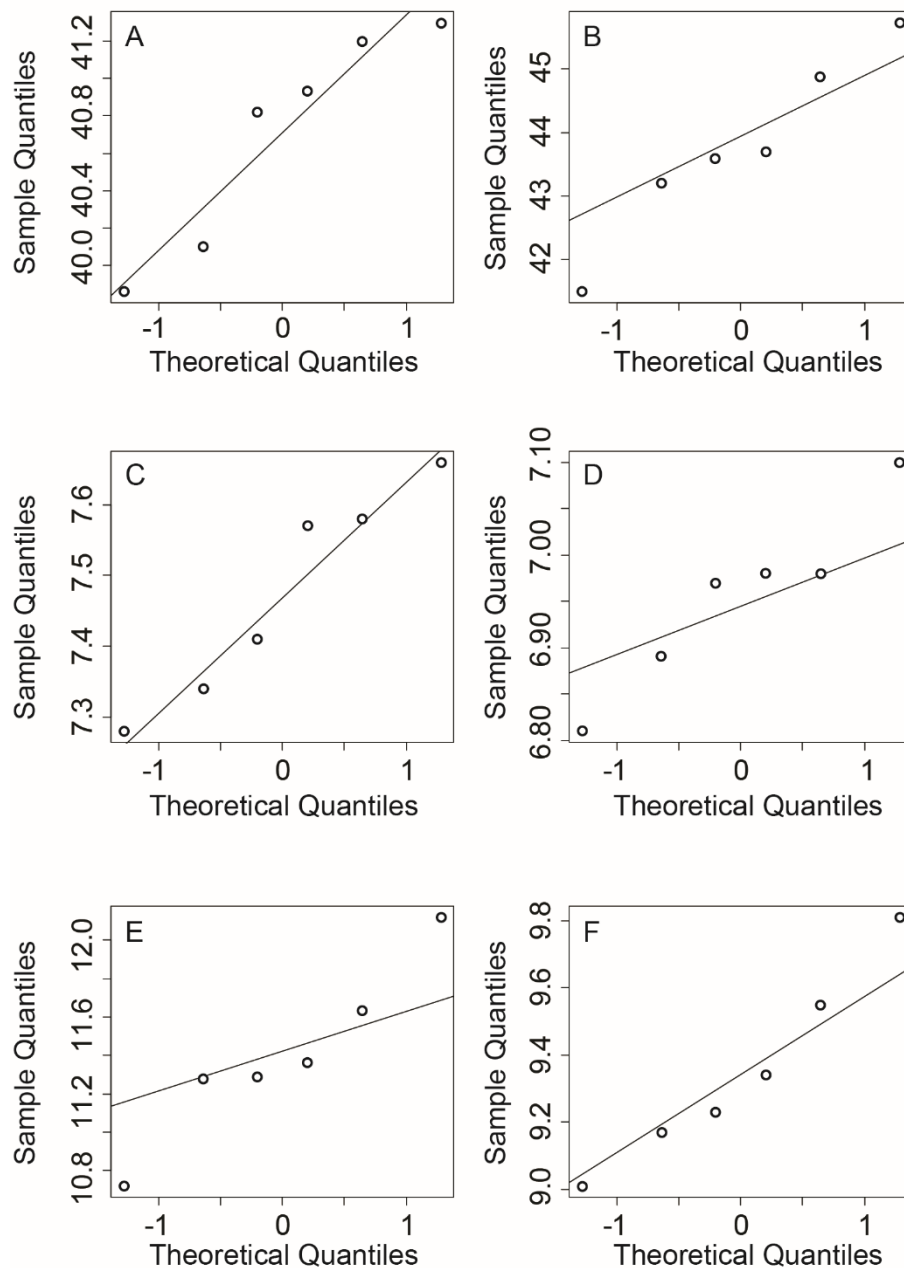 A
Sample Quantiles
40.0 40.4 40.8 41.2
-1 0 1
Theoretical Quantiles
B
Sample Quantiles
42 43 44 45
-1 0 1
Theoretical Quantiles
C
Sample Quantiles
7.3 7.4 7.5 7.6
-1 0 1
Theoretical Quantiles
D
Sample Quantiles
6.80 6.90 7.00 7.10
-1 0 1
Theoretical Quantiles
E
Sample Quantiles
10.8 11.2 11.6 12.0
-1 0 1
Theoretical Quantiles
F
Sample Quantiles
9.0 9.2 9.4 9.6 9.8
-1 0 1
Theoretical Quantiles